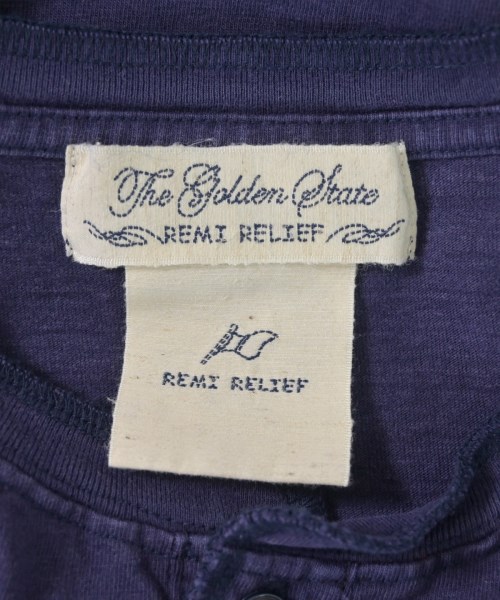 The Golden State
REMI RELIEF
REMI RELIEF